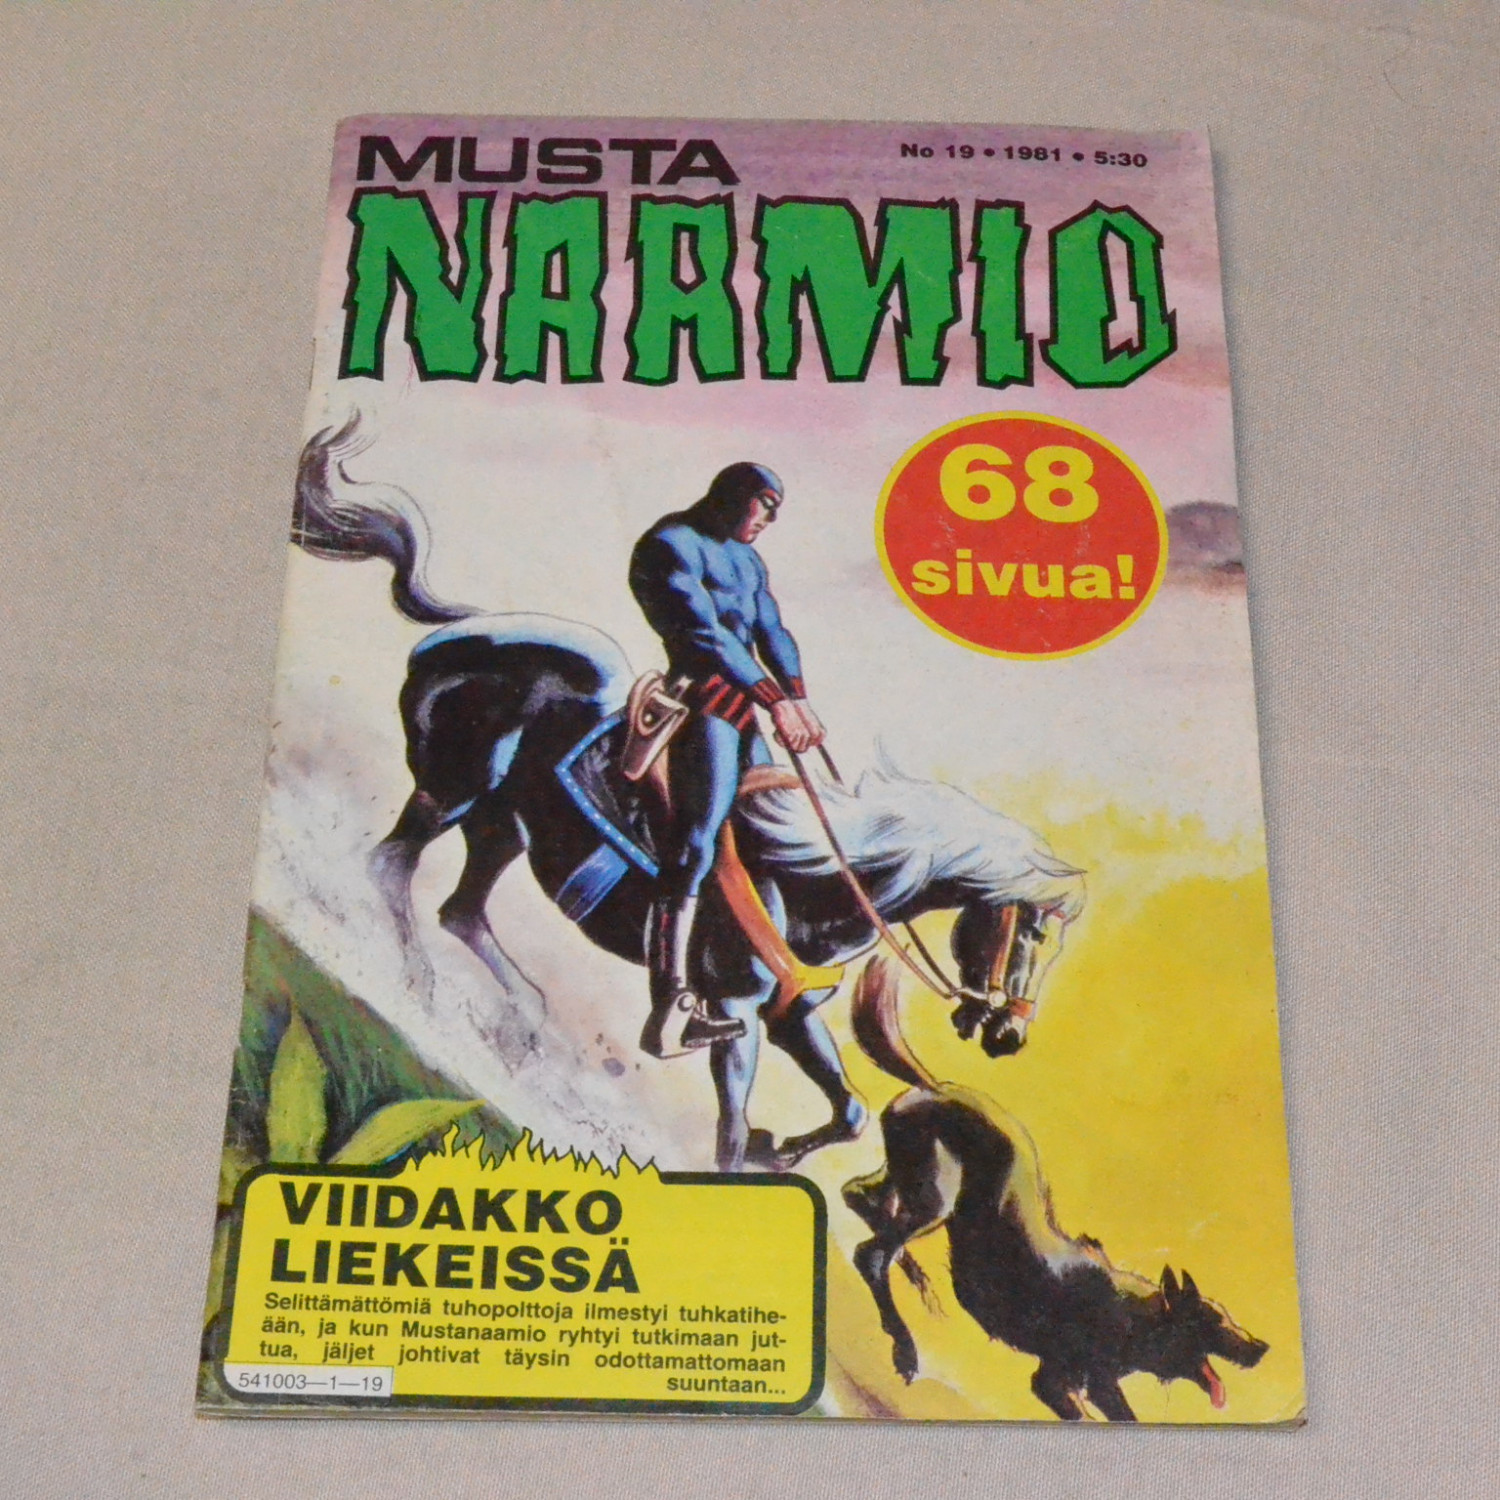 MUSTA
No 19 • 1981 • 5:30
NAAMIO
68
sivua!
VIIDAKKO
LIEKEISSÄ
Selittämättömiä tuhopolttoja ilmestyi tuhkatihe-
ään, ja kun Mustanaamio ryhtyi tutkimaan jut-
tua, jäljet johtivat täysin odottamattomaan
suuntaan...
541003—1—19